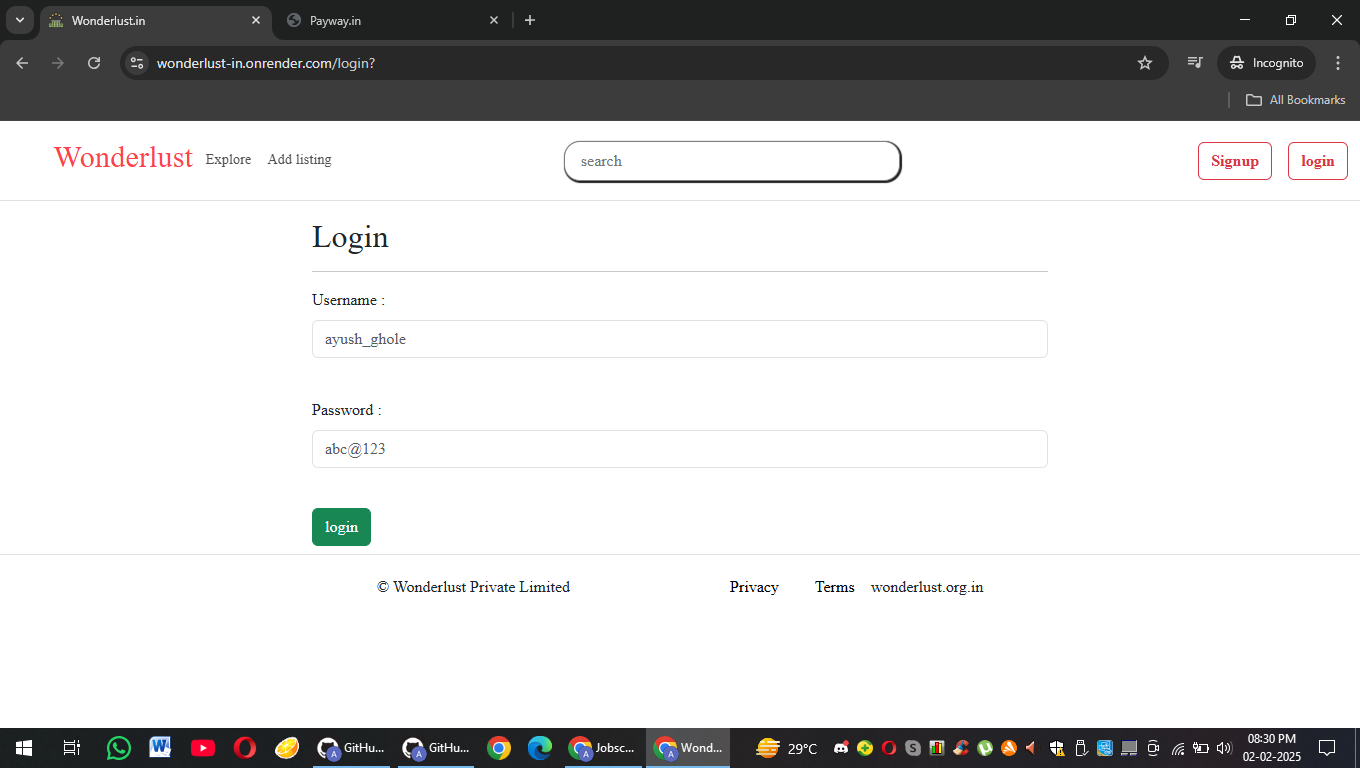 Wonderlust.in
Payway.in
wonderlust-in.onrender.com/login?
Incognito
All Bookmarks
Wonderlust Explore Add listing search Signup login
Login
Username :
ayush_ghole
Password :
abc@123
login
© Wonderlust Private Limited Privacy Terms wonderlust.org.in
GitHu... GitHu... Jobsc... Wond... 29°C 08:30 PM
02-02-2025